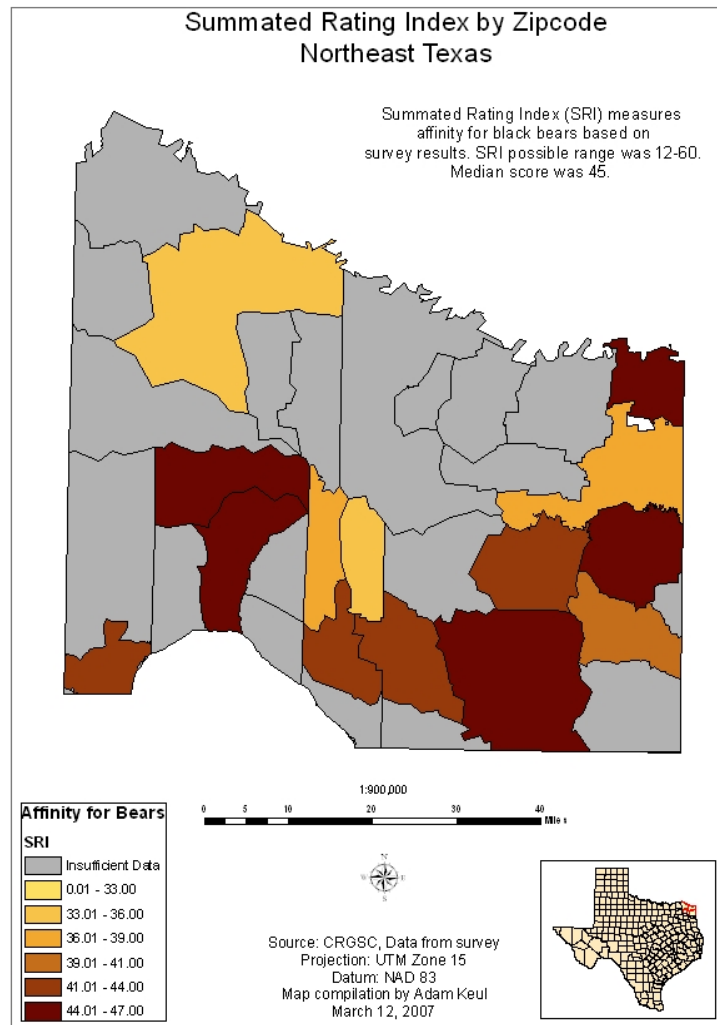 Summated Rating Index by Zipcode
Northeast Texas
Summated Rating Index (SRI) measures
affinity for black bears based on
survey results. SRI possible range was 12-60.
Median score was 45.
1:900,000
0 5 10 20 30 40
Miles
Affinity for Bears
SRI
Insufficient Data
0.01 - 33.00
33.01 - 36.00
36.01 - 39.00
39.01 - 41.00
41.01 - 44.00
44.01 - 47.00
N
W
S
Source: CRGSC, Data from survey
Projection: UTM Zone 15
Datum: NAD 83
Map compilation by Adam Keul
March 12, 2007